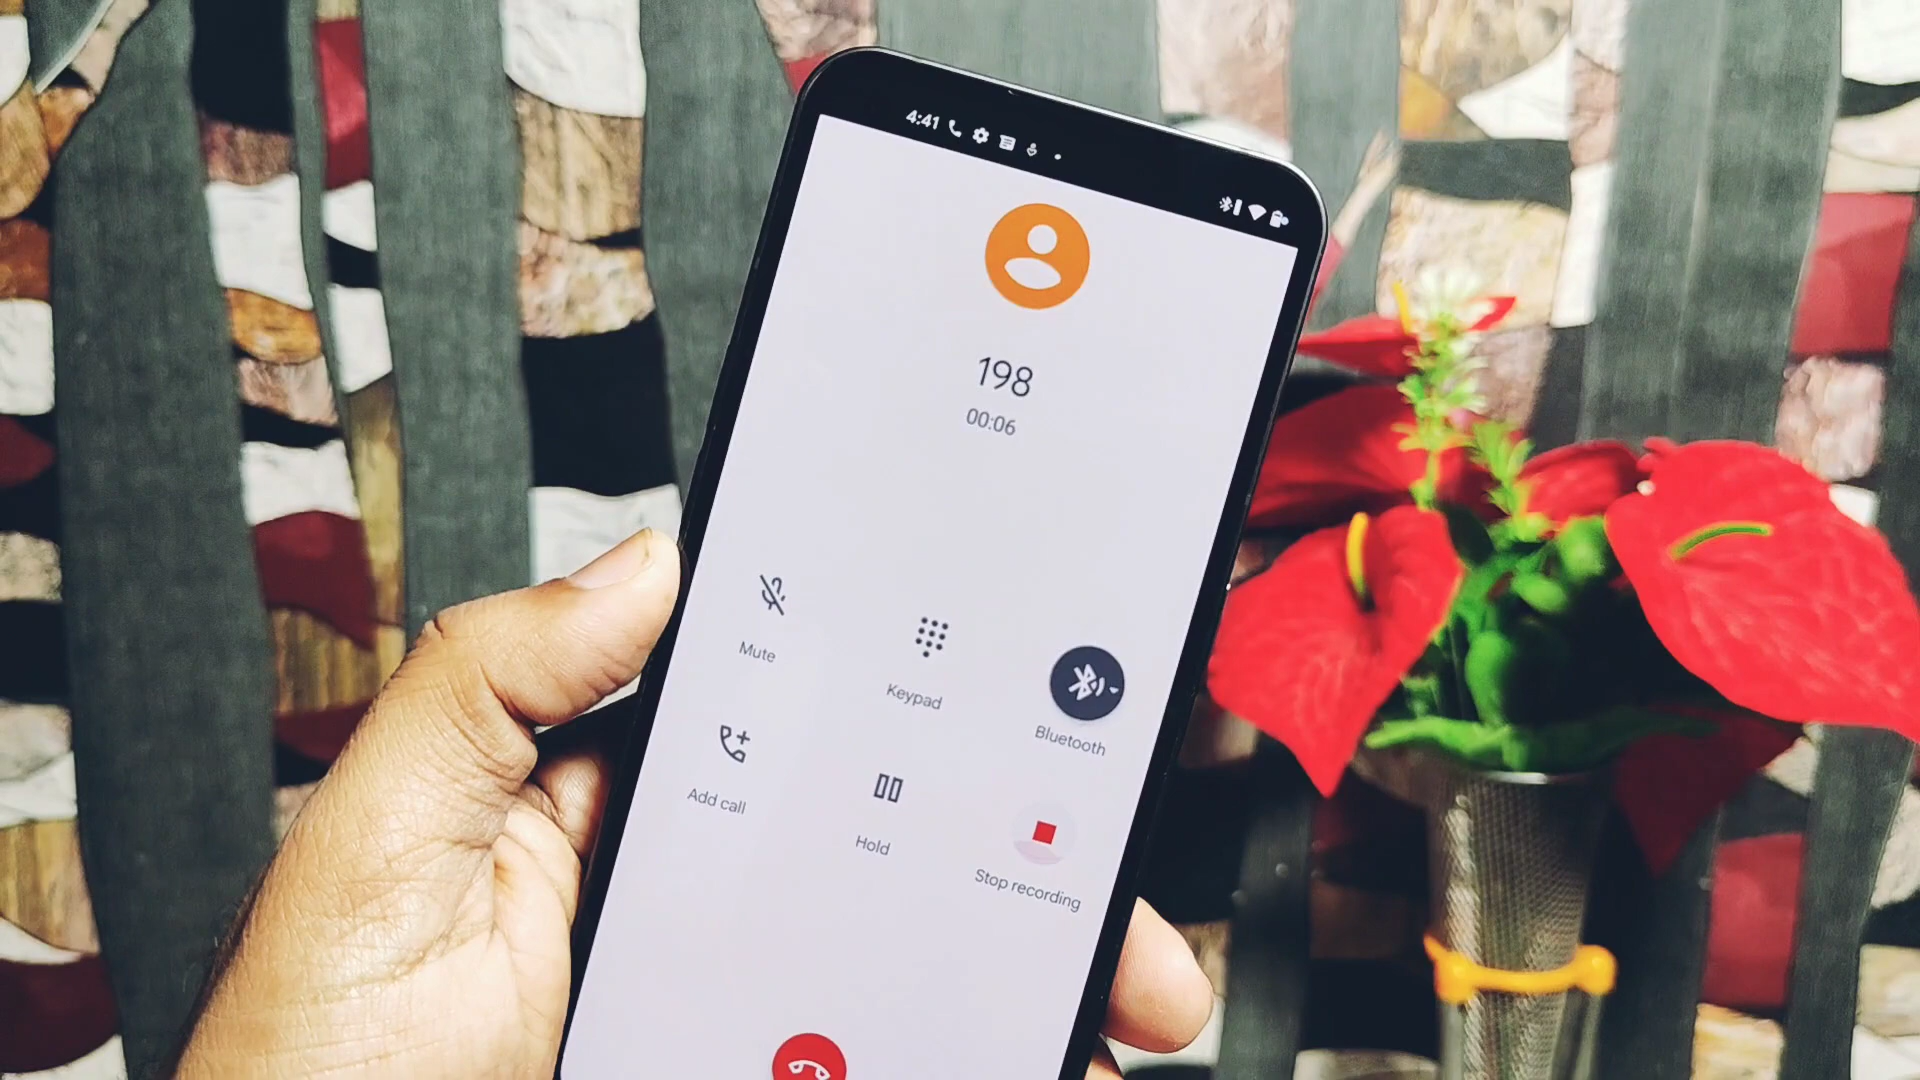 4:41
198
00:06
Mute
Keypad
Bluetooth
Add call
Hold
Stop recording